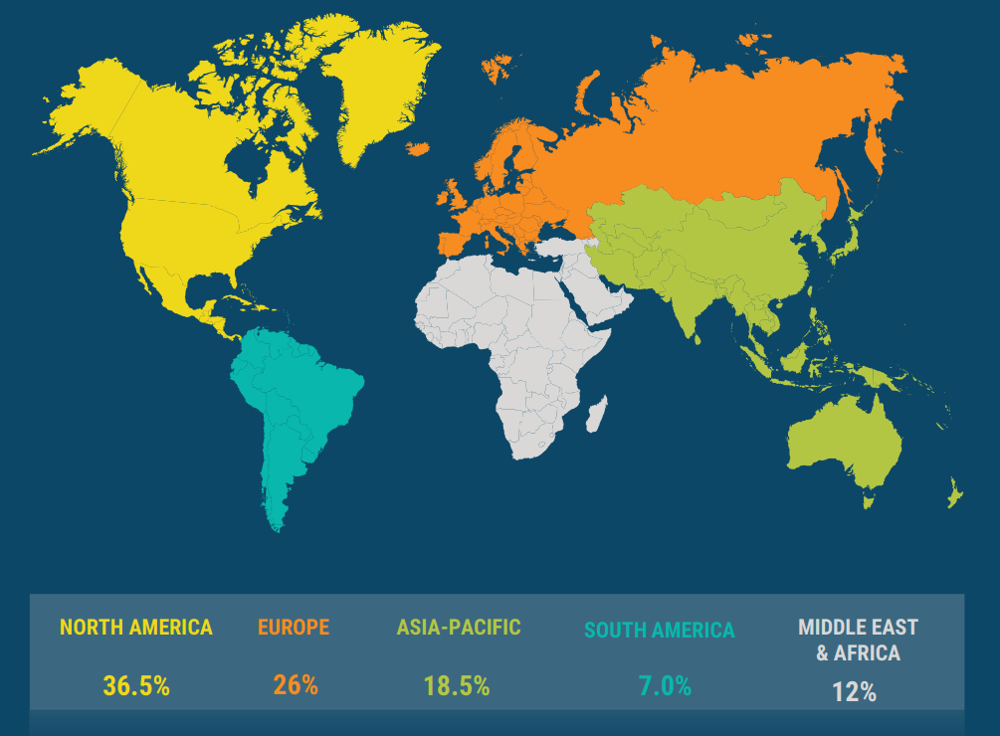 NORTH AMERICA
36.5%
EUROPE
26%
ASIA-PACIFIC
18.5%
SOUTH AMERICA
7.0%
MIDDLE EAST
& AFRICA
12%